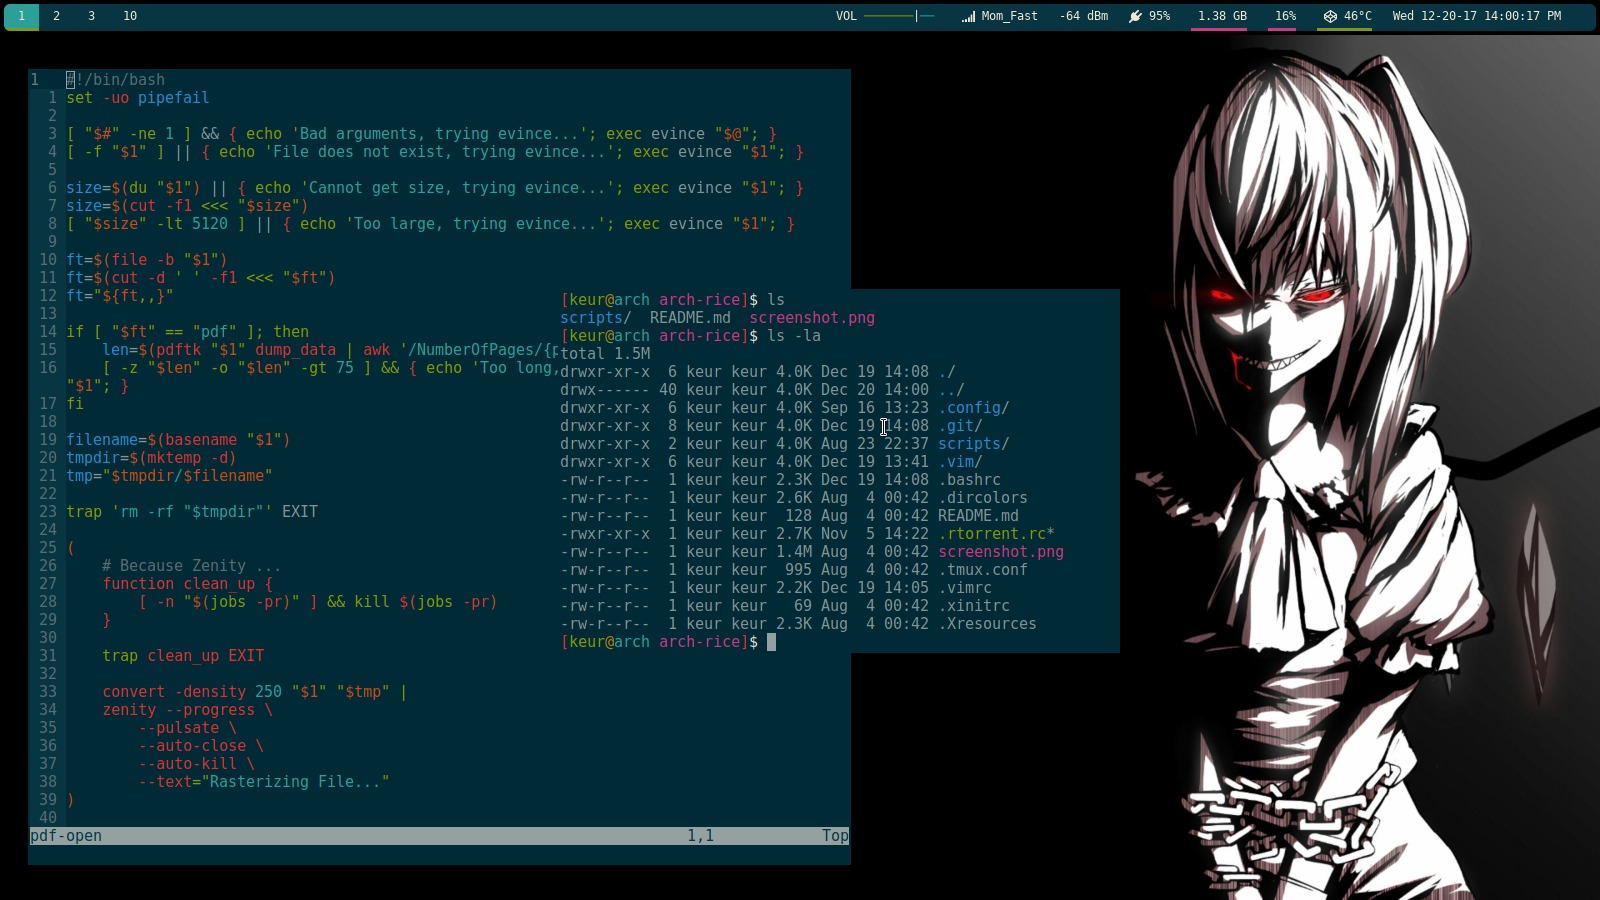 1 2 3 10 VOL Mom_Fast -64 dBm 95% 1.38 GB 16% 46°C Wed 12-20-17 14:00:17 PM
1 #!/bin/bash
1 set -uo pipefail
2
3 [ "$#" -ne 1 ] && { echo 'Bad arguments, trying evince...'; exec evince "$@"; }
4 [ -f "$1" ] || { echo 'File does not exist, trying evince...'; exec evince "$1"; }
5
6 size=$(du "$1") || { echo 'Cannot get size, trying evince...'; exec evince "$1"; }
7 size=$(cut -f1 <<< "$size")
8 [ "$size" -lt 5120 ] || { echo 'Too large, trying evince...'; exec evince "$1"; }
9
10 ft=$(file -b "$1")
11 ft=$(cut -d ' ' -f1 <<< "$ft")
12 ft="${ft,,}"
13
14 if [ "$ft" == "pdf" ]; then
15     len=$(pdftk "$1" dump_data | awk '/NumberOfPages/{p
16     [ -z "$len" -o "$len" -gt 75 ] && { echo 'Too long,
"$1"; }
17 fi
18
19 filename=$(basename "$1")
20 tmpdir=$(mktemp -d)
21 tmp="$tmpdir/$filename"
22
23 trap 'rm -rf "$tmpdir"' EXIT
24
25 (
26     # Because Zenity ...
27     function clean_up {
28         [ -n "$(jobs -pr)" ] && kill $(jobs -pr)
29     }
30
31     trap clean_up EXIT
32
33     convert -density 250 "$1" "$tmp" |
34     zenity --progress \
35         --pulsate \
36         --auto-close \
37         --auto-kill \
38         --text="Rasterizing File..."
39 )
40
pdf-open 1,1 Top
[keur@arch arch-rice]$ ls
scripts/  README.md  screenshot.png
[keur@arch arch-rice]$ ls -la
total 1.5M
drwxr-xr-x  6 keur keur 4.0K Dec 19 14:08 ./
drwx------ 40 keur keur 4.0K Dec 20 14:00 ../
drwxr-xr-x  6 keur keur 4.0K Sep 16 13:23 .config/
drwxr-xr-x  8 keur keur 4.0K Dec 19 14:08 .git/
drwxr-xr-x  2 keur keur 4.0K Aug 23 22:37 scripts/
drwxr-xr-x  6 keur keur 4.0K Dec 19 13:41 .vim/
-rw-r--r--  1 keur keur 2.3K Dec 19 14:08 .bashrc
-rw-r--r--  1 keur keur 2.6K Aug  4 00:42 .dircolors
-rw-r--r--  1 keur keur  128 Aug  4 00:42 README.md
-rwxr-xr-x  1 keur keur 2.7K Nov  5 14:22 .rtorrent.rc*
-rw-r--r--  1 keur keur 1.4M Aug  4 00:42 screenshot.png
-rw-r--r--  1 keur keur  995 Aug  4 00:42 .tmux.conf
-rw-r--r--  1 keur keur 2.2K Dec 19 14:05 .vimrc
-rw-r--r--  1 keur keur   69 Aug  4 00:42 .xinitrc
-rw-r--r--  1 keur keur 2.3K Aug  4 00:42 .Xresources
[keur@arch arch-rice]$